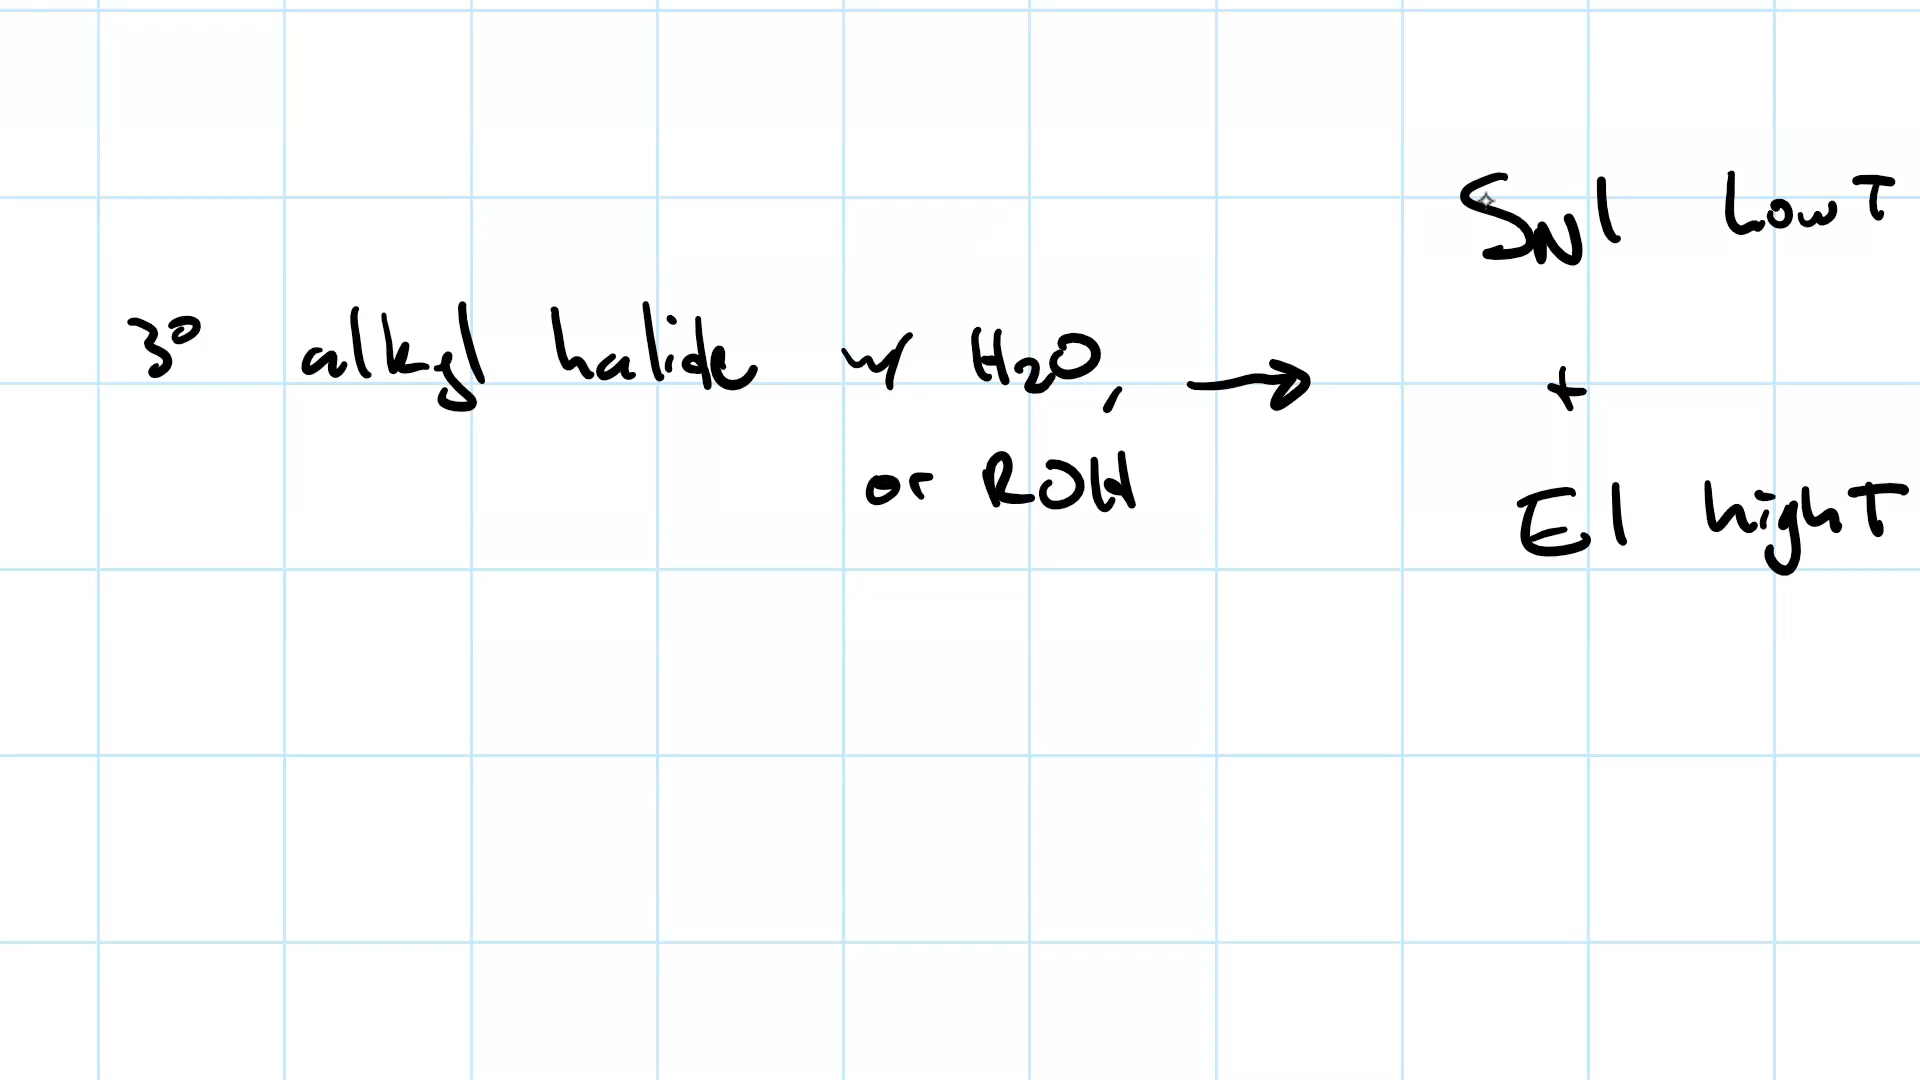 SN1 Low T
3° alkyl halide w/ H2O, →
+
or ROH
E1 high T